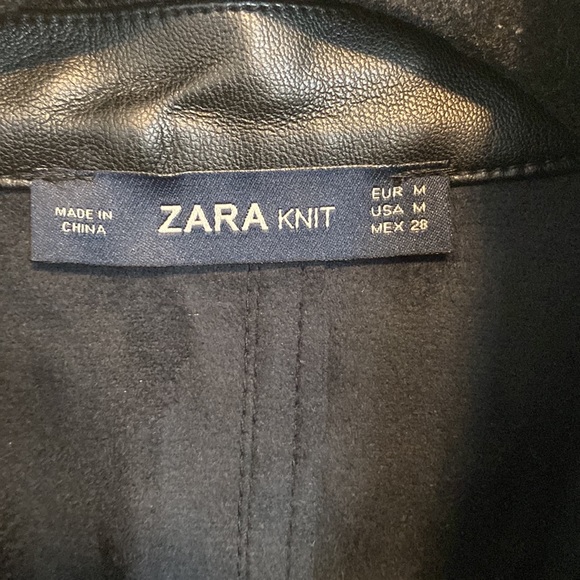 MADE IN
CHINA
ZARA KNIT
EUR M
USA M
MEX 28